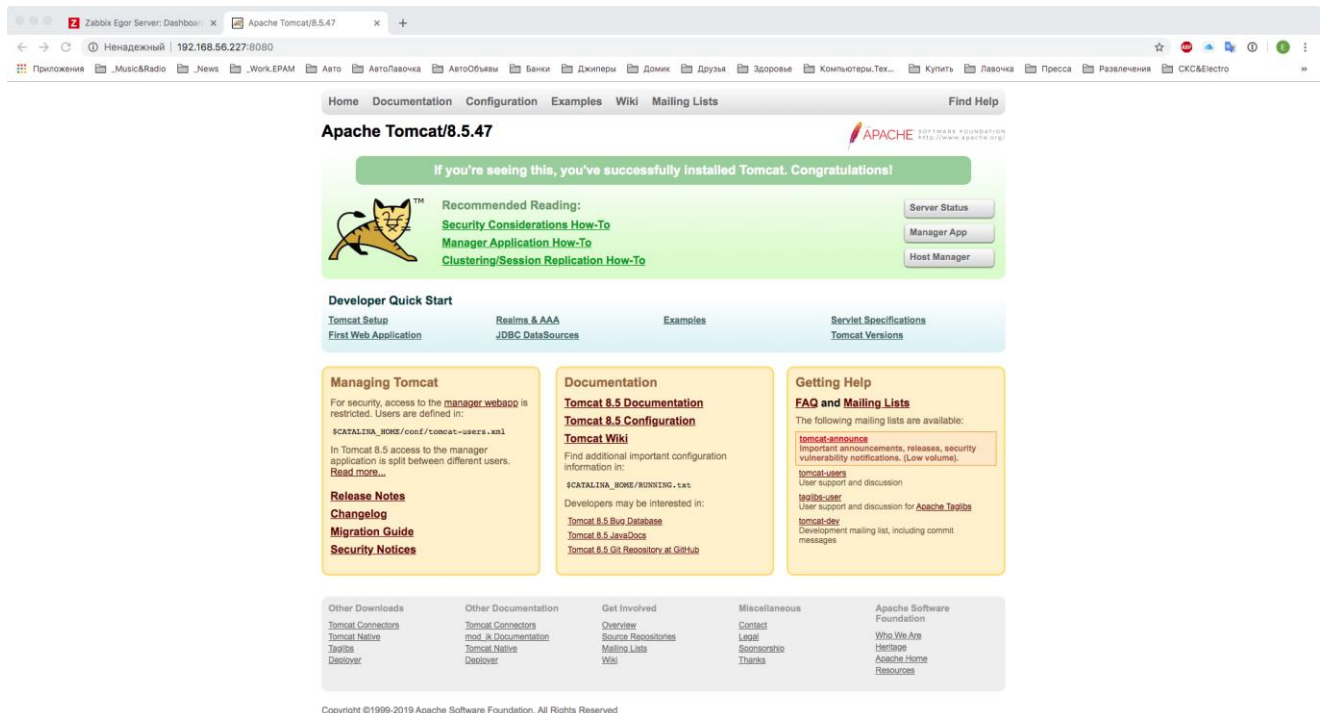 Zabbix Egor Server: Dashboar
Apache Tomcat/8.5.47
Ненадежный | 192.168.56.227:8080
Приложения _Music&Radio _News _Work.EPAM Авто АвтоЛавочка АвтоОбъявы Банки Джиперы Домик Друзья Здоровье Компьютеры.Тех... Купить Лавочка Пресса Развлечения СКС&Electro
Home Documentation Configuration Examples Wiki Mailing Lists Find Help
Apache Tomcat/8.5.47
APACHE SOFTWARE FOUNDATION
http://www.apache.org/
If you're seeing this, you've successfully installed Tomcat. Congratulations!
TM
Recommended Reading:
Security Considerations How-To
Manager Application How-To
Clustering/Session Replication How-To
Server Status
Manager App
Host Manager
Developer Quick Start
Tomcat Setup Realms & AAA Examples Servlet Specifications
First Web Application JDBC DataSources Tomcat Versions
Managing Tomcat
For security, access to the manager webapp is
restricted. Users are defined in:
$CATALINA_HOME/conf/tomcat-users.xml
In Tomcat 8.5 access to the manager
application is split between different users.
Read more...
Release Notes
Changelog
Migration Guide
Security Notices
Documentation
Tomcat 8.5 Documentation
Tomcat 8.5 Configuration
Tomcat Wiki
Find additional important configuration
information in:
$CATALINA_HOME/RUNNING.txt
Developers may be interested in:
Tomcat 8.5 Bug Database
Tomcat 8.5 JavaDocs
Tomcat 8.5 Git Repository at GitHub
Getting Help
FAQ and Mailing Lists
The following mailing lists are available:
tomcat-announce
Important announcements, releases, security
vulnerability notifications. (Low volume).
tomcat-users
User support and discussion
taglibs-user
User support and discussion for Apache Taglibs
tomcat-dev
Development mailing list, including commit
messages
Other Downloads
Tomcat Connectors
Tomcat Native
Taglibs
Deployer
Other Documentation
Tomcat Connectors
mod_jk Documentation
Tomcat Native
Deployer
Get Involved
Overview
Source Repositories
Mailing Lists
Wiki
Miscellaneous
Contact
Legal
Sponsorship
Thanks
Apache Software
Foundation
Who We Are
Heritage
Apache Home
Resources
Copyright ©1999-2019 Apache Software Foundation. All Rights Reserved